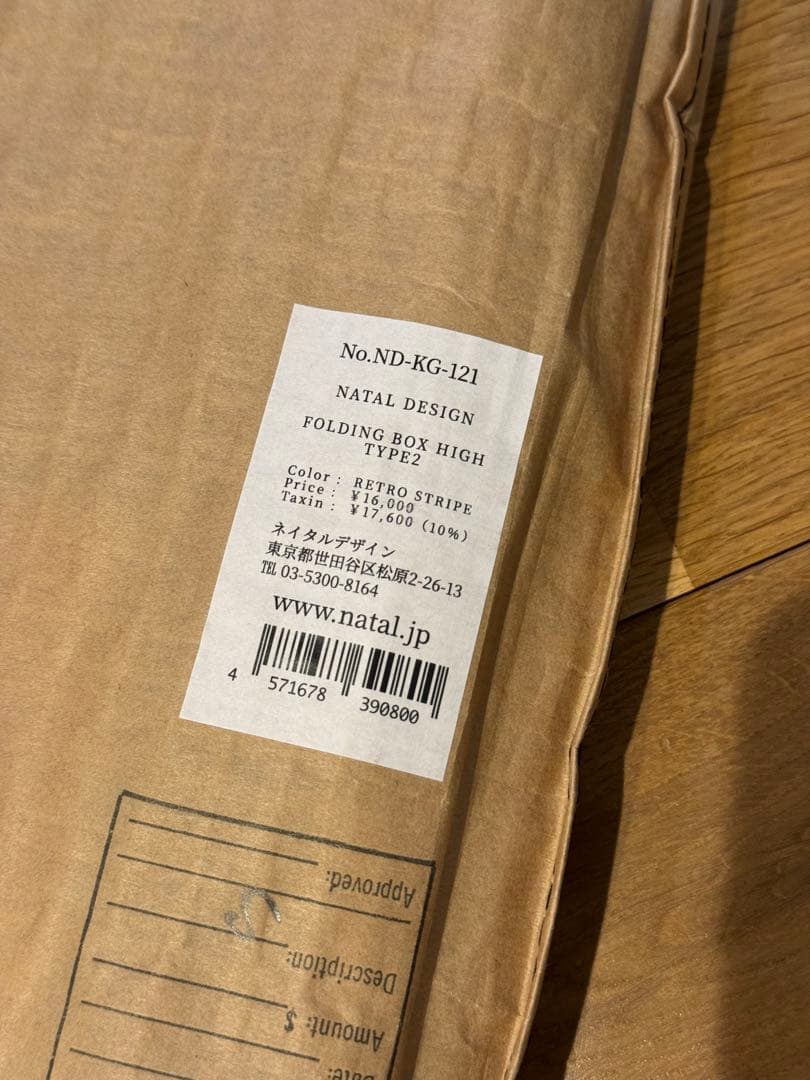 No.ND-KG-121
NATAL DESIGN
FOLDING BOX HIGH
TYPE2
Color : RETRO STRIPE
Price : ¥16,000
Taxin : ¥17,600 (10%)
ネイタルデザイン
東京都世田谷区松原2-26-13
℡ 03-5300-8164
www.natal.jp
4 571678 390800
Approved:
Description:
Amount: $
Date: